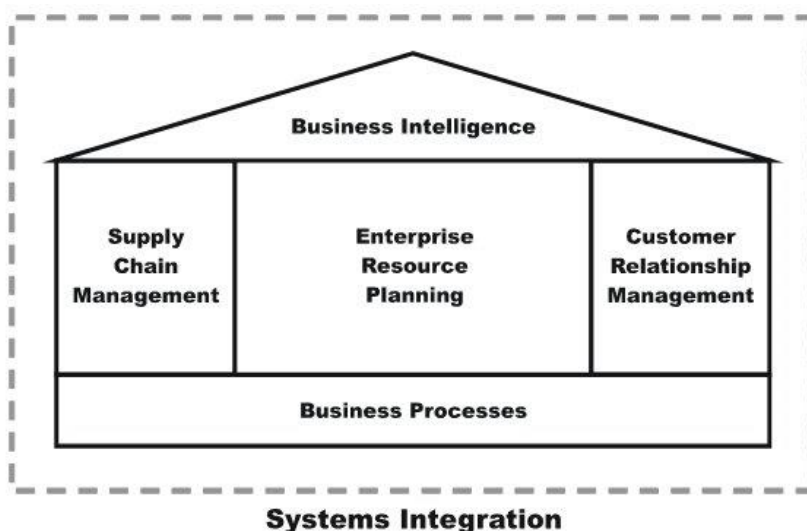 Business Intelligence
Supply
Chain
Management
Enterprise
Resource
Planning
Customer
Relationship
Management
Business Processes
Systems Integration